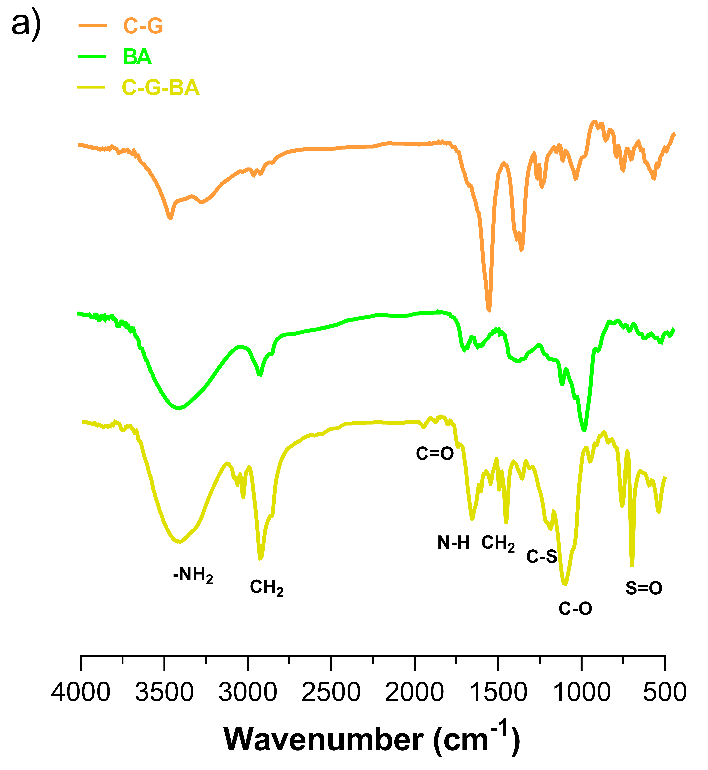 a)
C-G
BA
C-G-BA
C=O
N-H CH₂
C-S
-NH₂
CH₂
S=O
C-O
4000 3500 3000 2500 2000 1500 1000 500
Wavenumber (cm⁻¹)